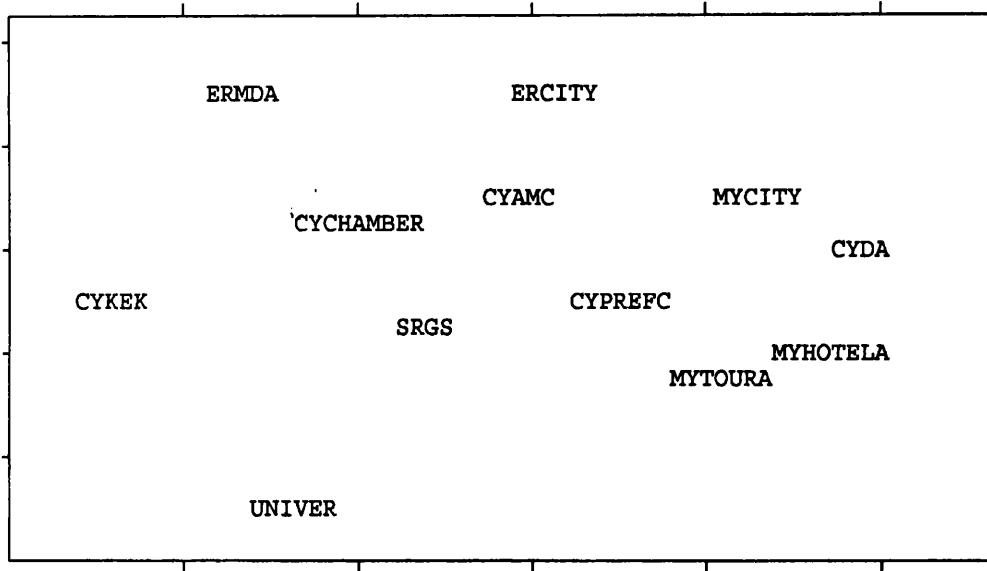 ERMDA ERCITY
CYAMC MYCITY
CYCHAMBER
CYDA
CYKEK CYPREFC
SRGS
MYHOTELA
MYTOURA
UNIVER